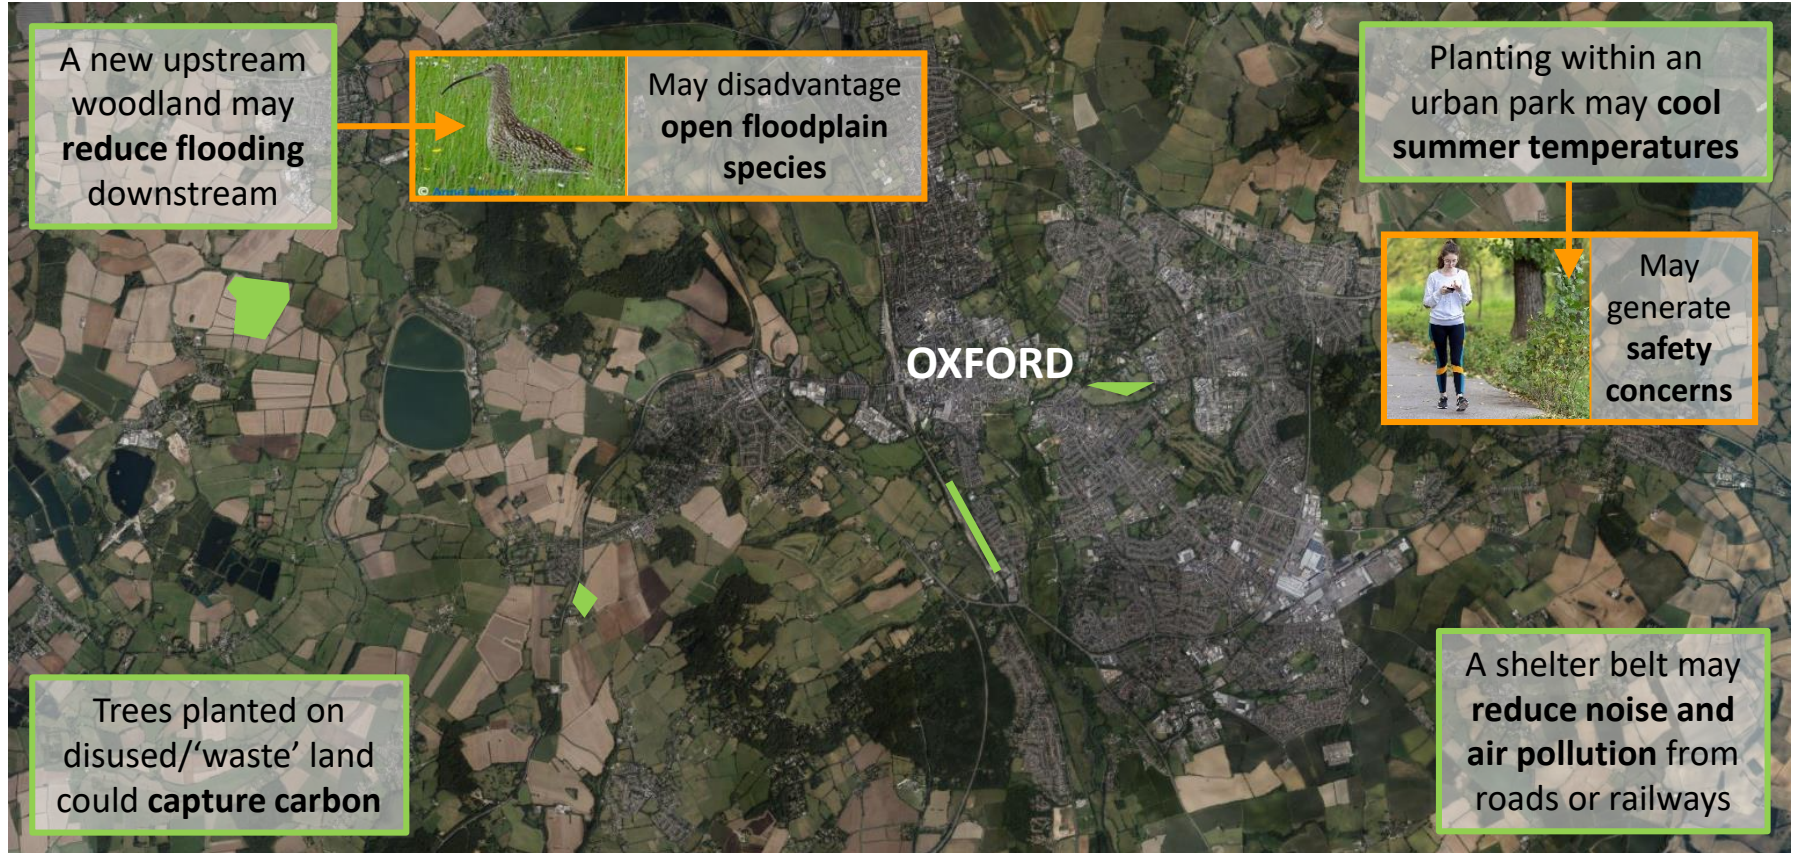 A new upstream
woodland may
reduce flooding
downstream
May disadvantage
open floodplain
species
© Anne Burgess
Planting within an
urban park may cool
summer temperatures
May
generate
safety
concerns
OXFORD
Trees planted on
disused/‘waste’ land
could capture carbon
A shelter belt may
reduce noise and
air pollution from
roads or railways